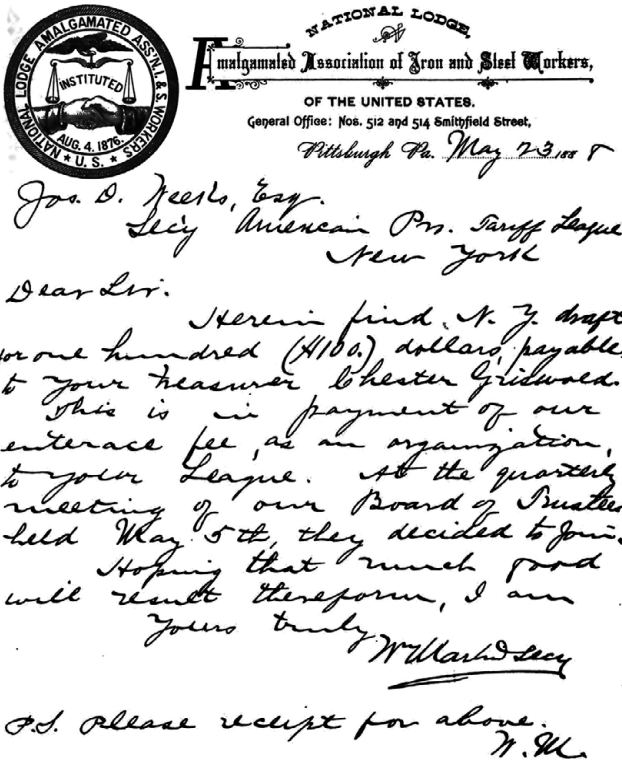 NATIONAL LODGE AMALGAMATED ASS'N. I. & S. WORKERS
INSTITUTED
AUG. 4. 1876.
★ U. S. ★
NATIONAL LODGE,
Amalgamated Association of Iron and Steel Workers,
OF THE UNITED STATES.
General Office: Nos. 512 and 514 Smithfield Street,
Pittsburgh Pa. May 23 1888
Jos. D. Weeks, Esq.
Sec'y American Pro. Tariff League
New York
Dear Sir.
Herein find N. Y. draft
for one hundred ($100.) dollars, payable
to your Treasurer Chester Griswold.
This is in payment of our
enterace fee, as an organization,
to your League. At the quarterly
meeting of our Board of Trustees
held May 5th, they decided to join.
Hoping that much good
will result therefrom, I am
Yours truly
Wm Martin Secy
P.S. Please receipt for above.
W. M.